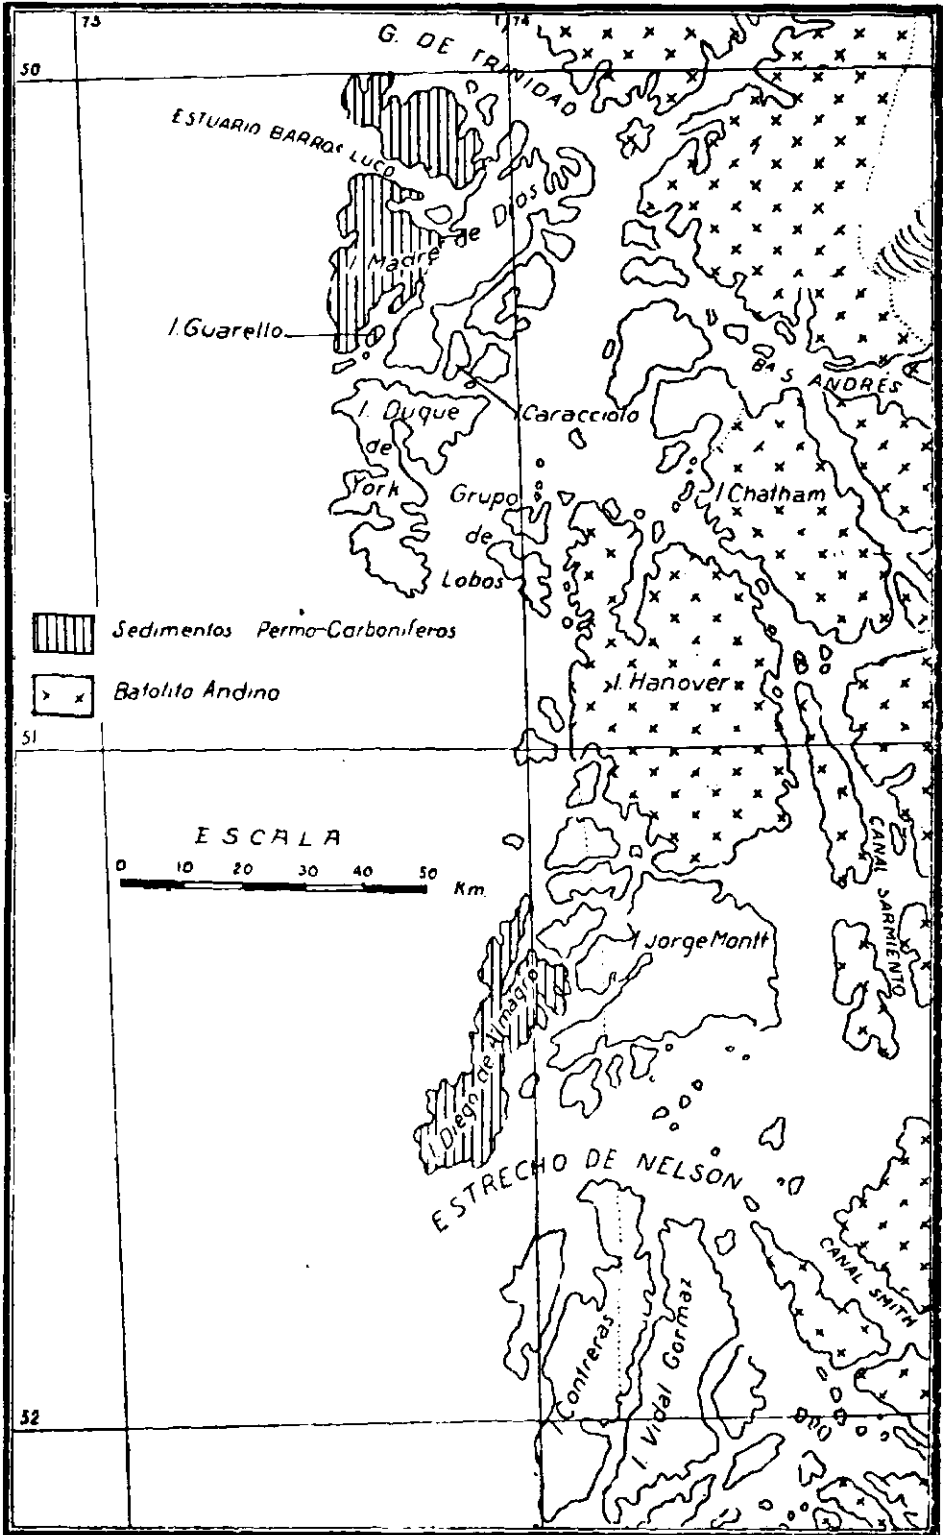 73
74
G. DE TRINIDAD
50
ESTUARIO BARROS LUCO
I. Madre de Dios
I. Guarello
Ba S. ANDRES
I. Duque
de
York
I Caracciolo
Grupo
de
Lobos
I Chatham
Sedimentos Permo-Carboniferos
I. Hanover
Batolito Andino
51
ESCALA
0 10 20 30 40 50 Km.
CANAL SARMIENTO
I Jorge Montt
I. Diego de Almagro
ESTRECHO DE NELSON
CANAL SMITH
I Contreras
I. Vidal Gormaz
52